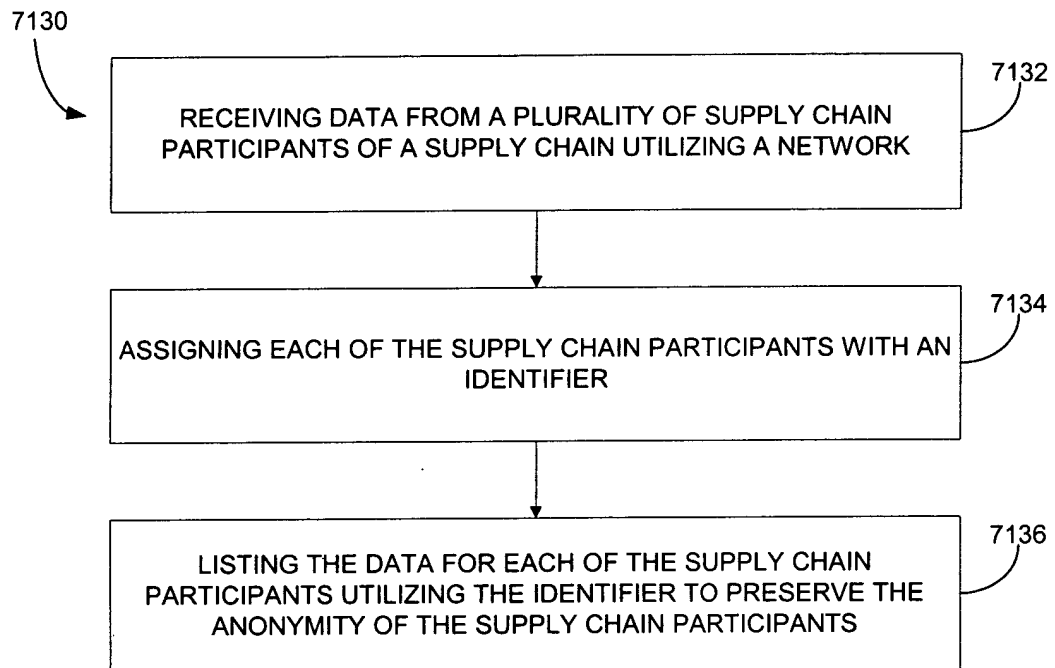 7130
7132
RECEIVING DATA FROM A PLURALITY OF SUPPLY CHAIN
PARTICIPANTS OF A SUPPLY CHAIN UTILIZING A NETWORK
7134
ASSIGNING EACH OF THE SUPPLY CHAIN PARTICIPANTS WITH AN
IDENTIFIER
7136
LISTING THE DATA FOR EACH OF THE SUPPLY CHAIN
PARTICIPANTS UTILIZING THE IDENTIFIER TO PRESERVE THE
ANONYMITY OF THE SUPPLY CHAIN PARTICIPANTS